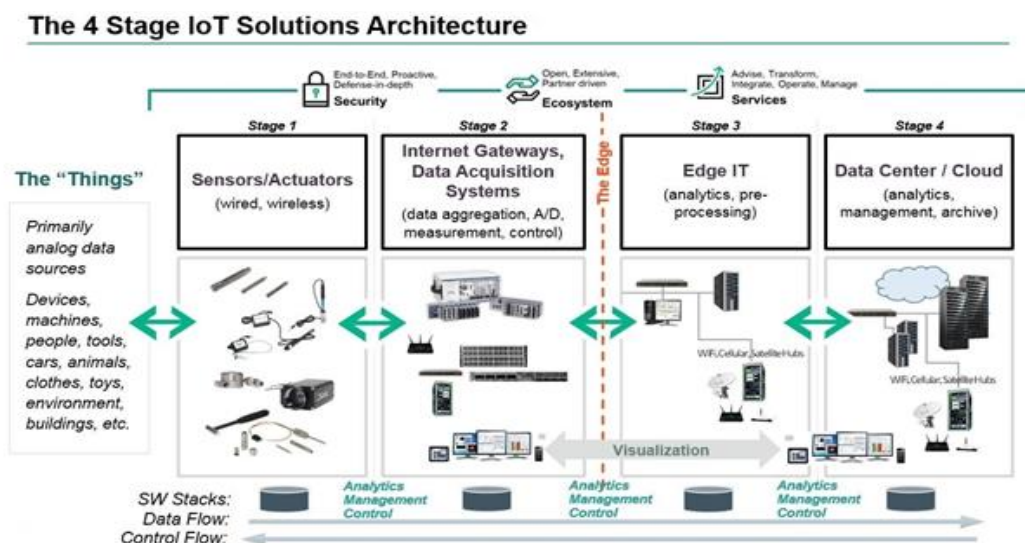 The 4 Stage IoT Solutions Architecture
End-to-End, Proactive,
Defense-in-depth
Security
Open, Extensive,
Partner driven
Ecosystem
Advise, Transform,
Integrate, Operate, Manage
Services
The "Things"
Primarily
analog data
sources
Devices,
machines,
people, tools,
cars, animals,
clothes, toys,
environment,
buildings, etc.
Stage 1
Sensors/Actuators
(wired, wireless)
Stage 2
Internet Gateways,
Data Acquisition
Systems
(data aggregation, A/D,
measurement, control)
The Edge
Stage 3
Edge IT
(analytics, pre-
processing)
Stage 4
Data Center / Cloud
(analytics,
management, archive)
WiFi, Cellular, Satellite Hubs
WiFi, Cellular, Satellite Hubs
Visualization
SW Stacks:
Analytics
Management
Control
Analytics
Management
Control
Analytics
Management
Control
Data Flow:
Control Flow: